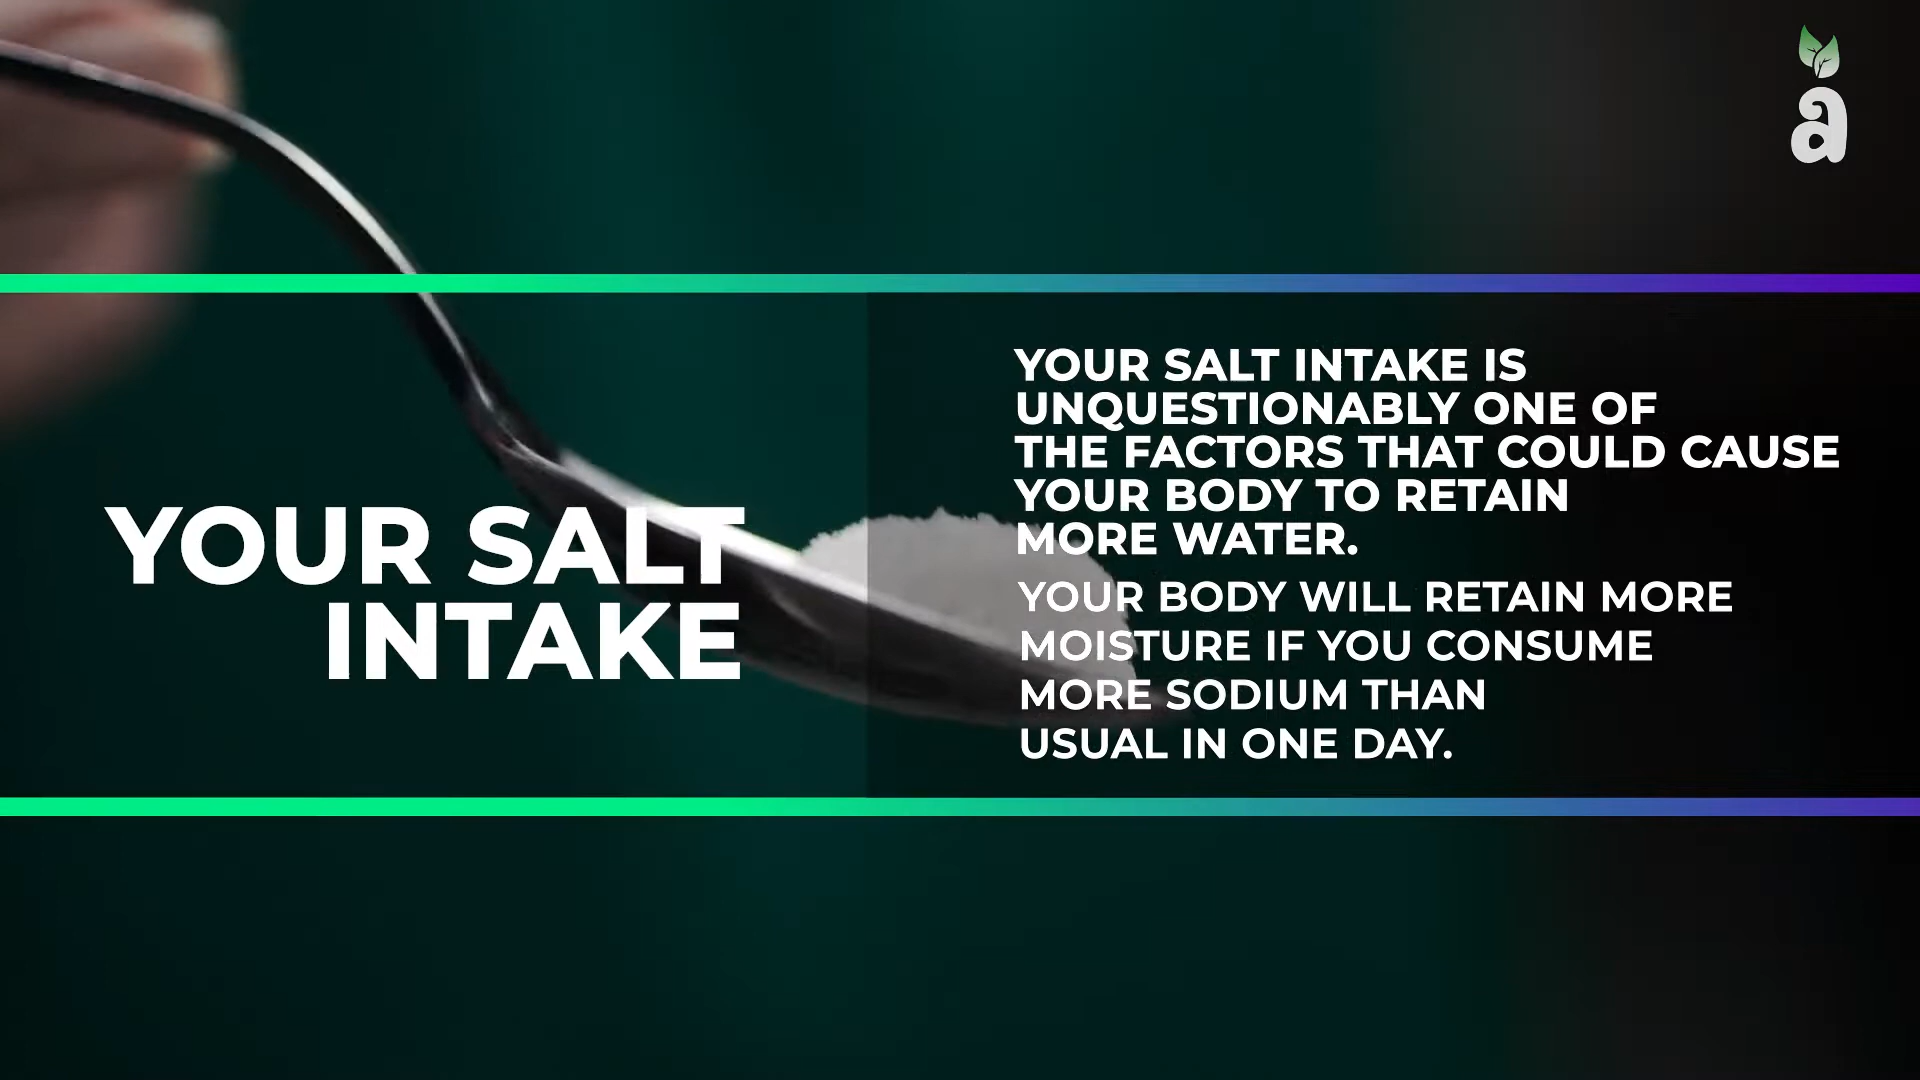 YOUR SALT
INTAKE
YOUR SALT INTAKE IS
UNQUESTIONABLY ONE OF
THE FACTORS THAT COULD CAUSE
YOUR BODY TO RETAIN
MORE WATER.
YOUR BODY WILL RETAIN MORE
MOISTURE IF YOU CONSUME
MORE SODIUM THAN
USUAL IN ONE DAY.
a